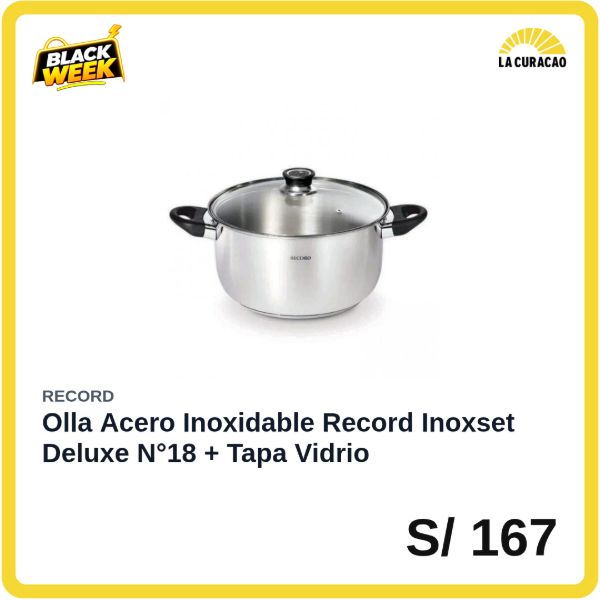 BLACK
WEEK
LA CURACAO
RECORD
RECORD
Olla Acero Inoxidable Record Inoxset
Deluxe N°18 + Tapa Vidrio
S/ 167